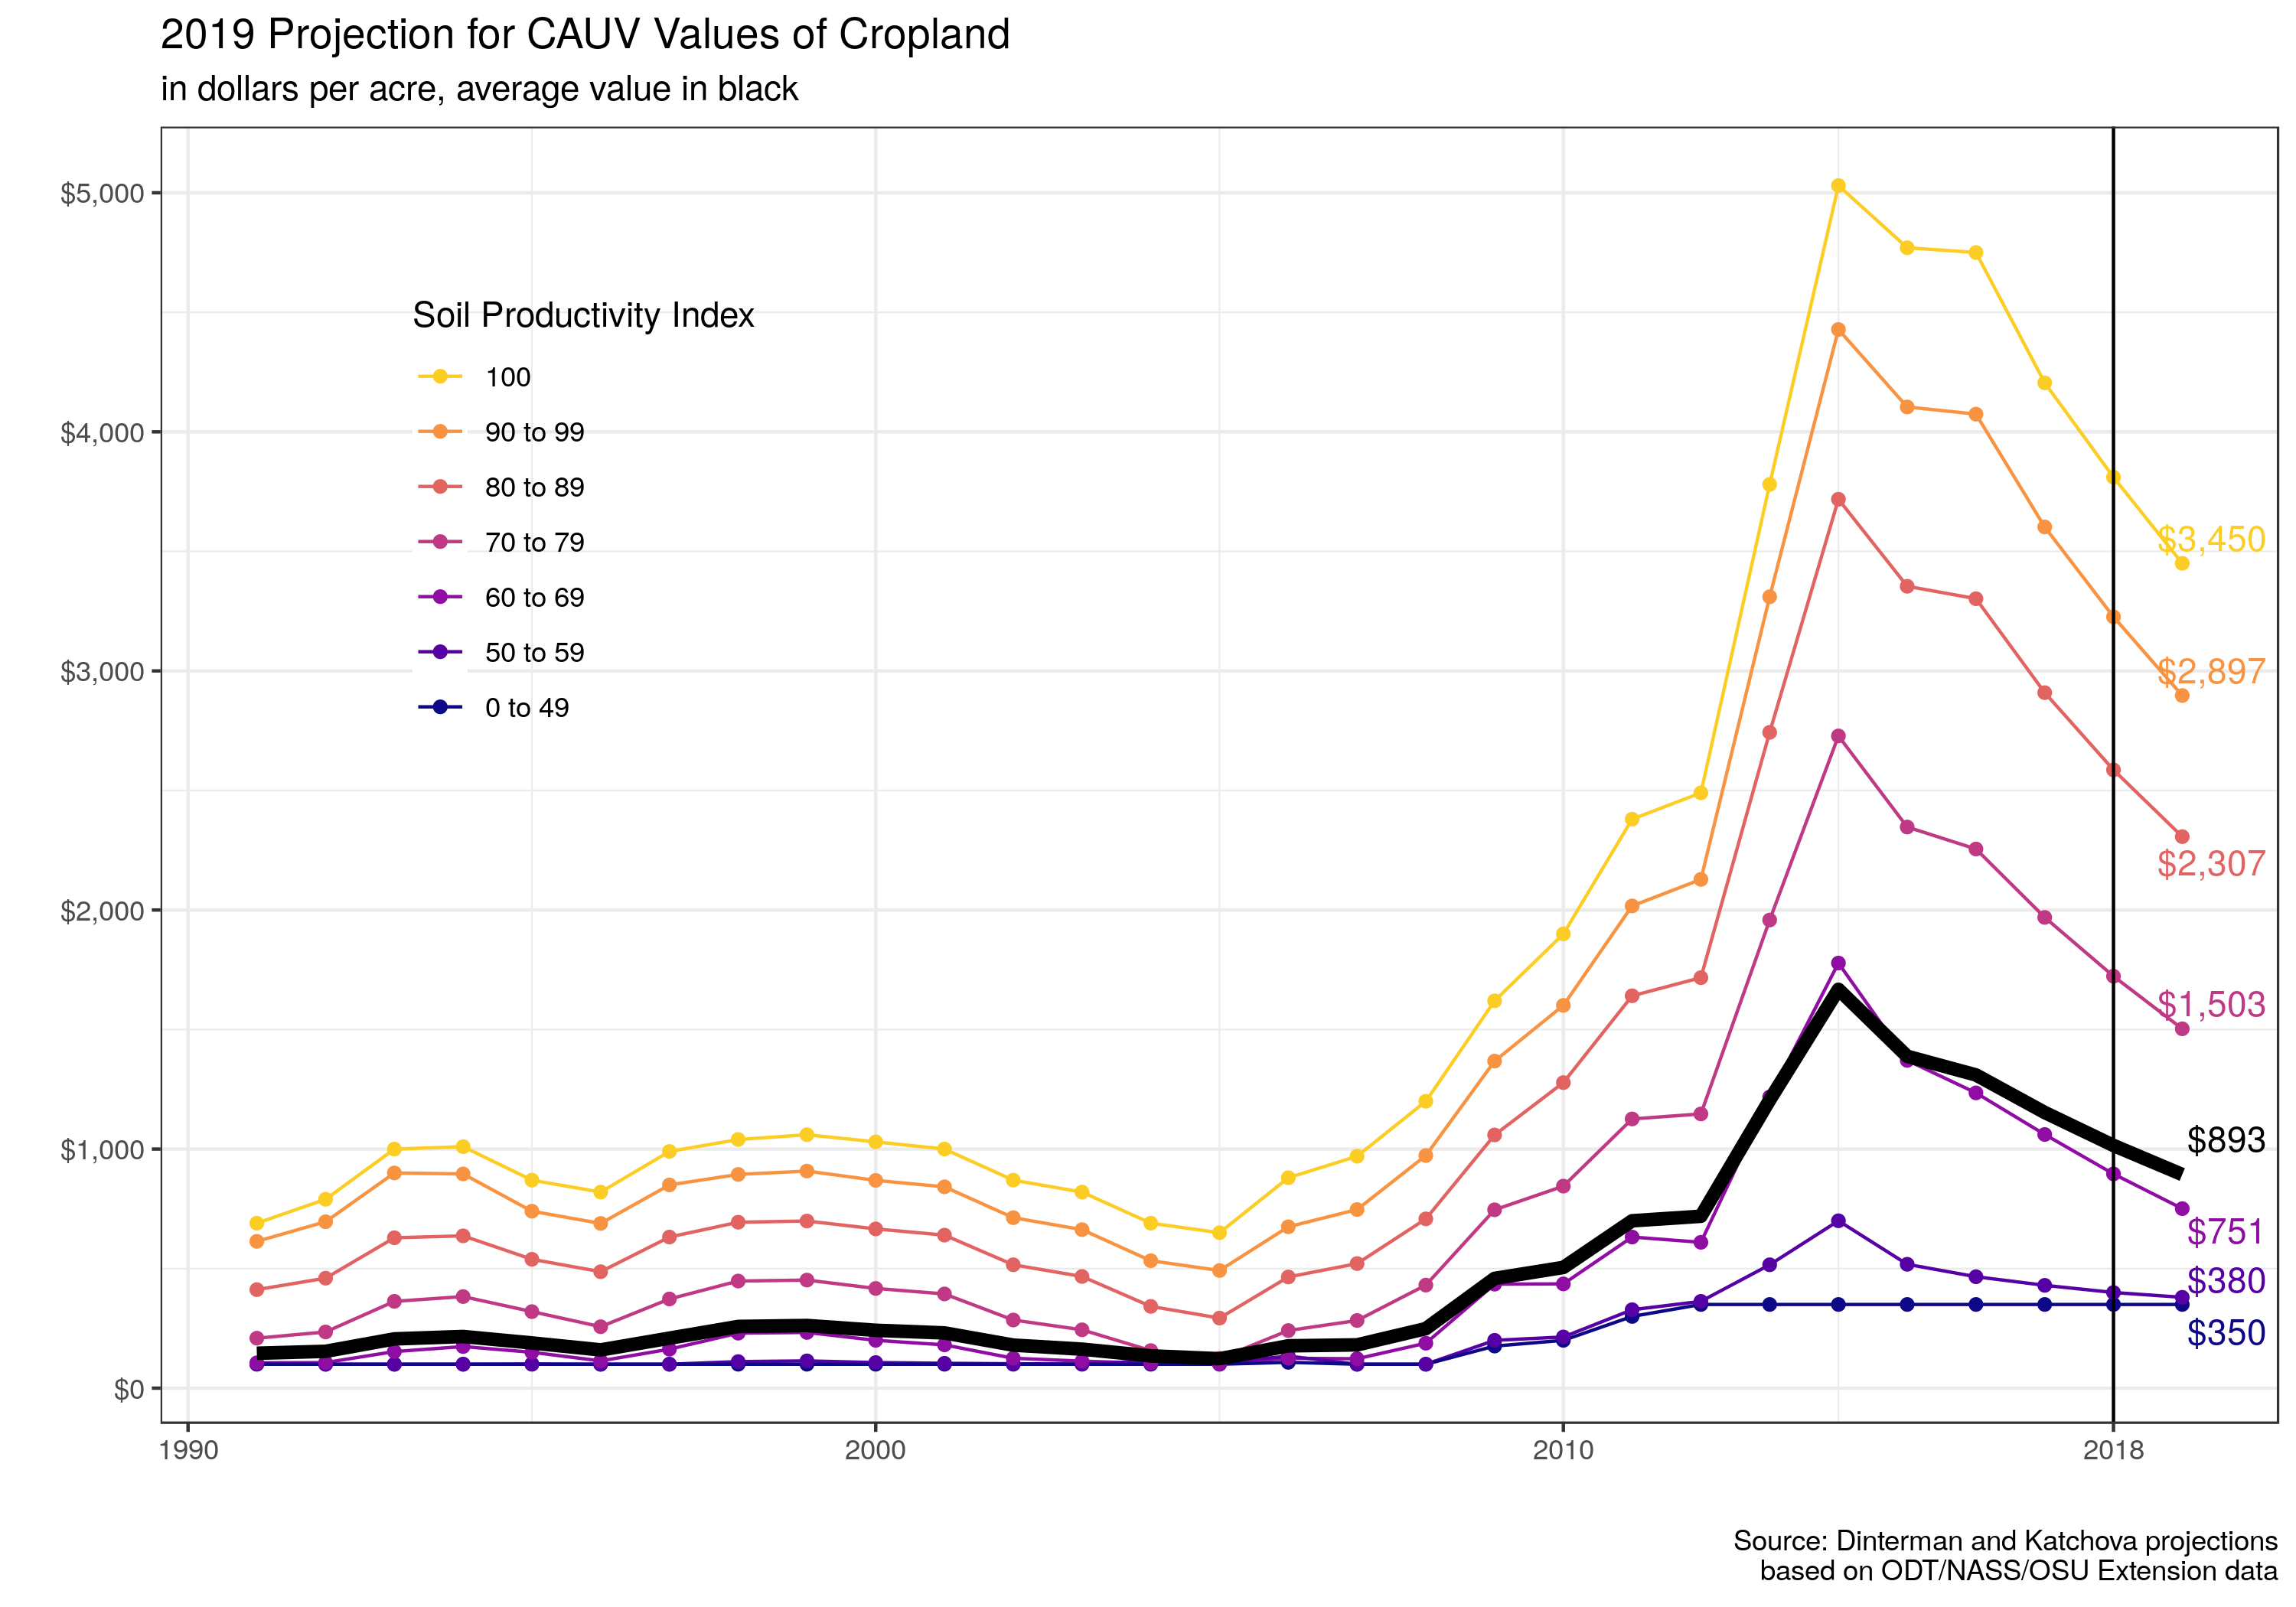 2019 Projection for CAUV Values of Cropland
in dollars per acre, average value in black
$5,000
$4,000
$3,000
$2,000
$1,000
$0
Soil Productivity Index
100
90 to 99
80 to 89
70 to 79
60 to 69
50 to 59
0 to 49
$3,450
$2,897
$2,307
$1,503
$893
$751
$380
$350
1990
2000
2010
2018
Source: Dinterman and Katchova projections
based on ODT/NASS/OSU Extension data